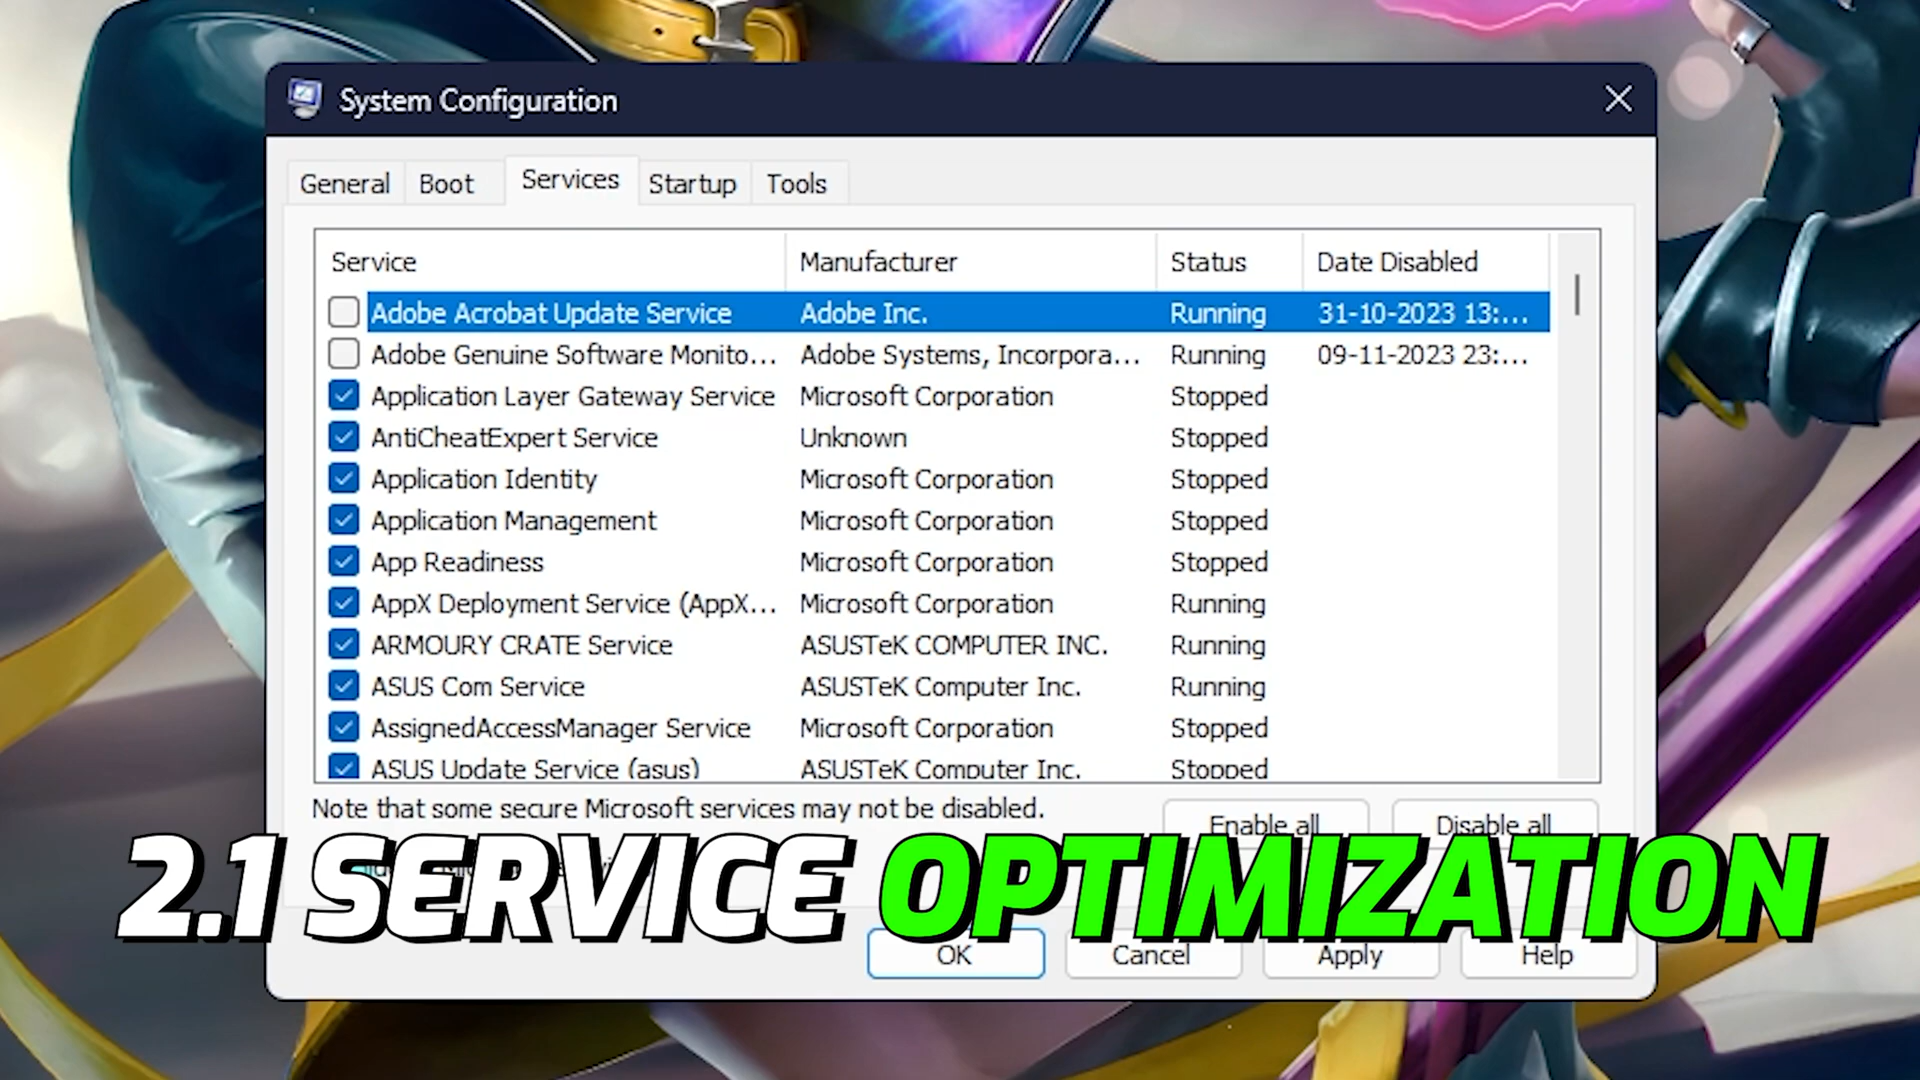 System Configuration
General Boot Services Startup Tools
Service Manufacturer Status Date Disabled
Adobe Acrobat Update Service Adobe Inc. Running 31-10-2023 13:...
Adobe Genuine Software Monito... Adobe Systems, Incorpora... Running 09-11-2023 23:...
Application Layer Gateway Service Microsoft Corporation Stopped
AntiCheatExpert Service Unknown Stopped
Application Identity Microsoft Corporation Stopped
Application Management Microsoft Corporation Stopped
App Readiness Microsoft Corporation Stopped
AppX Deployment Service (AppX... Microsoft Corporation Running
ARMOURY CRATE Service ASUSTeK COMPUTER INC. Running
ASUS Com Service ASUSTeK Computer Inc. Running
AssignedAccessManager Service Microsoft Corporation Stopped
ASUS Update Service (asus) ASUSTeK Computer Inc. Stopped
Note that some secure Microsoft services may not be disabled.
Enable all Disable all
2.1 SERVICE OPTIMIZATION
OK Cancel Apply Help